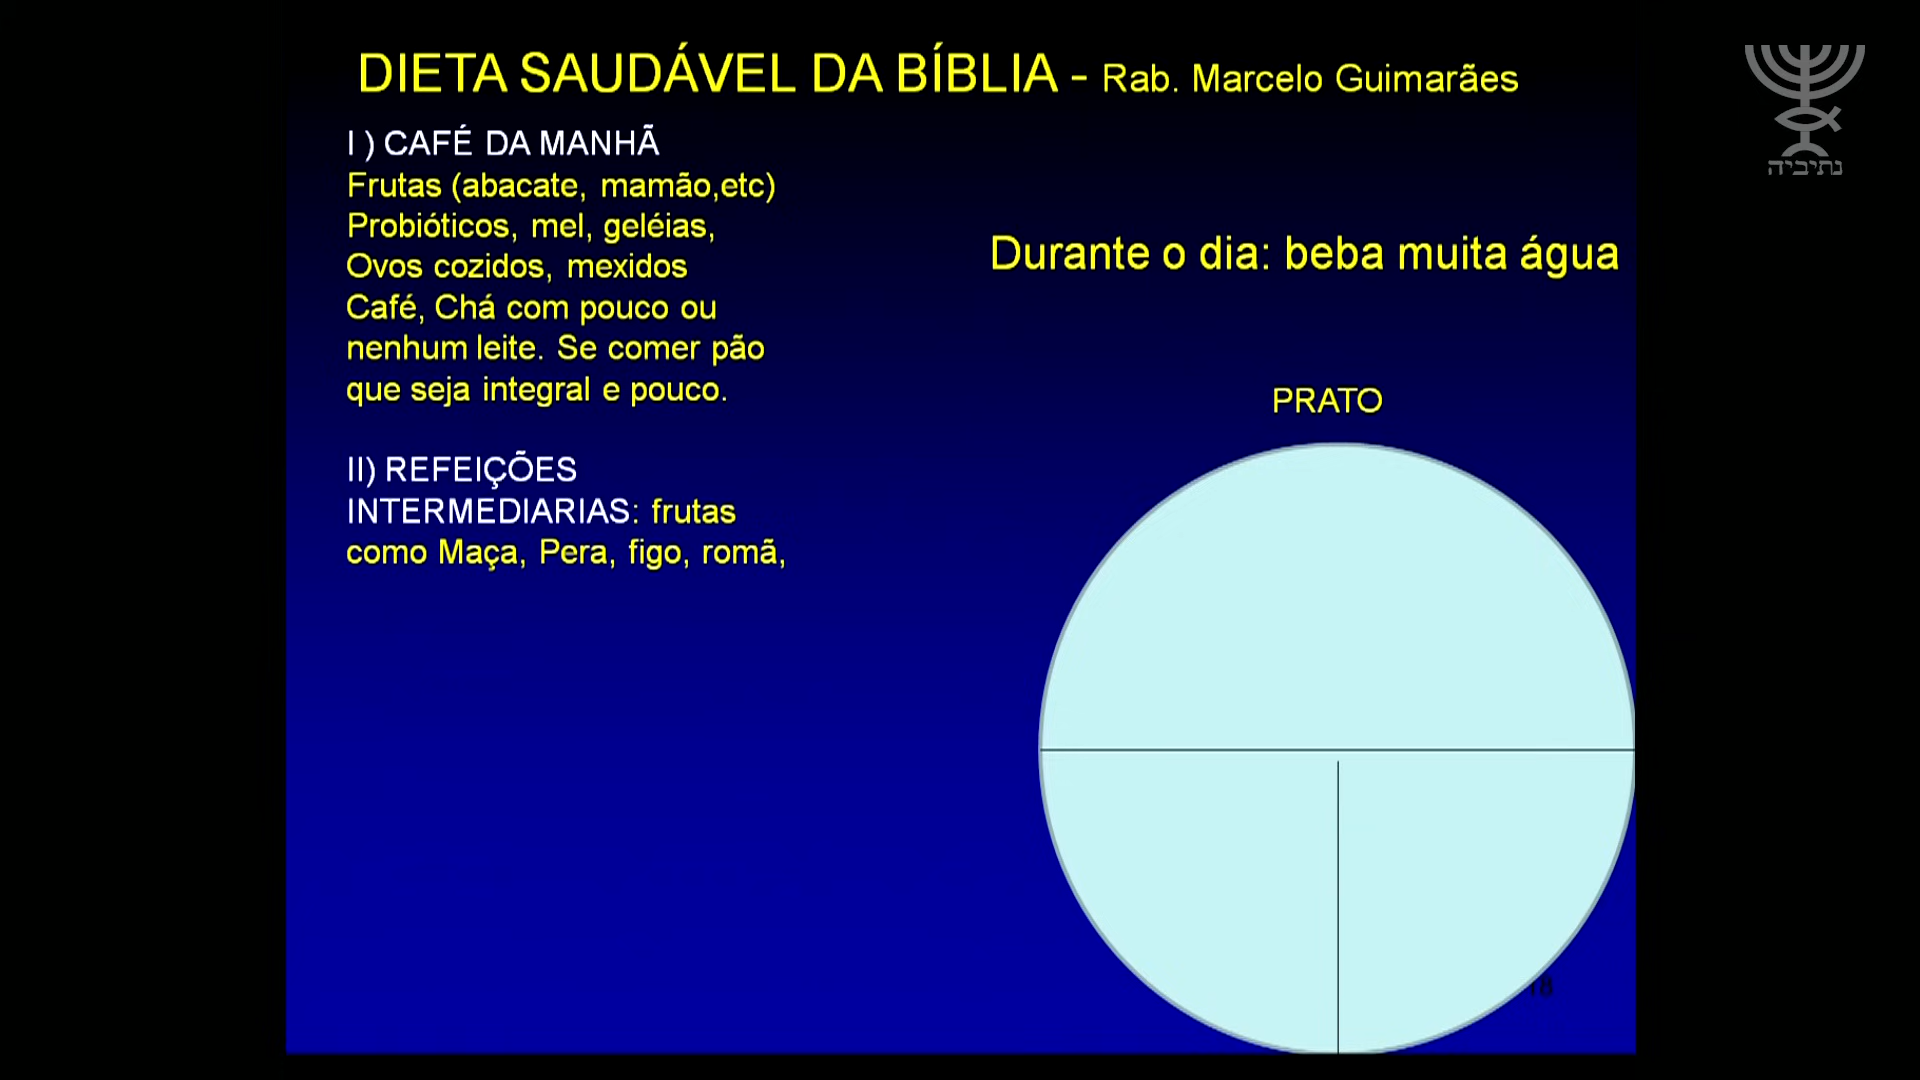 DIETA SAUDÁVEL DA BÍBLIA - Rab. Marcelo Guimarães
I ) CAFÉ DA MANHÃ
Frutas (abacate, mamão,etc)
Probióticos, mel, geléias,
Ovos cozidos, mexidos
Café, Chá com pouco ou
nenhum leite. Se comer pão
que seja integral e pouco.
II) REFEIÇÕES
INTERMEDIARIAS: frutas
como Maça, Pera, figo, romã,
Durante o dia: beba muita água
PRATO
18
נתיביה